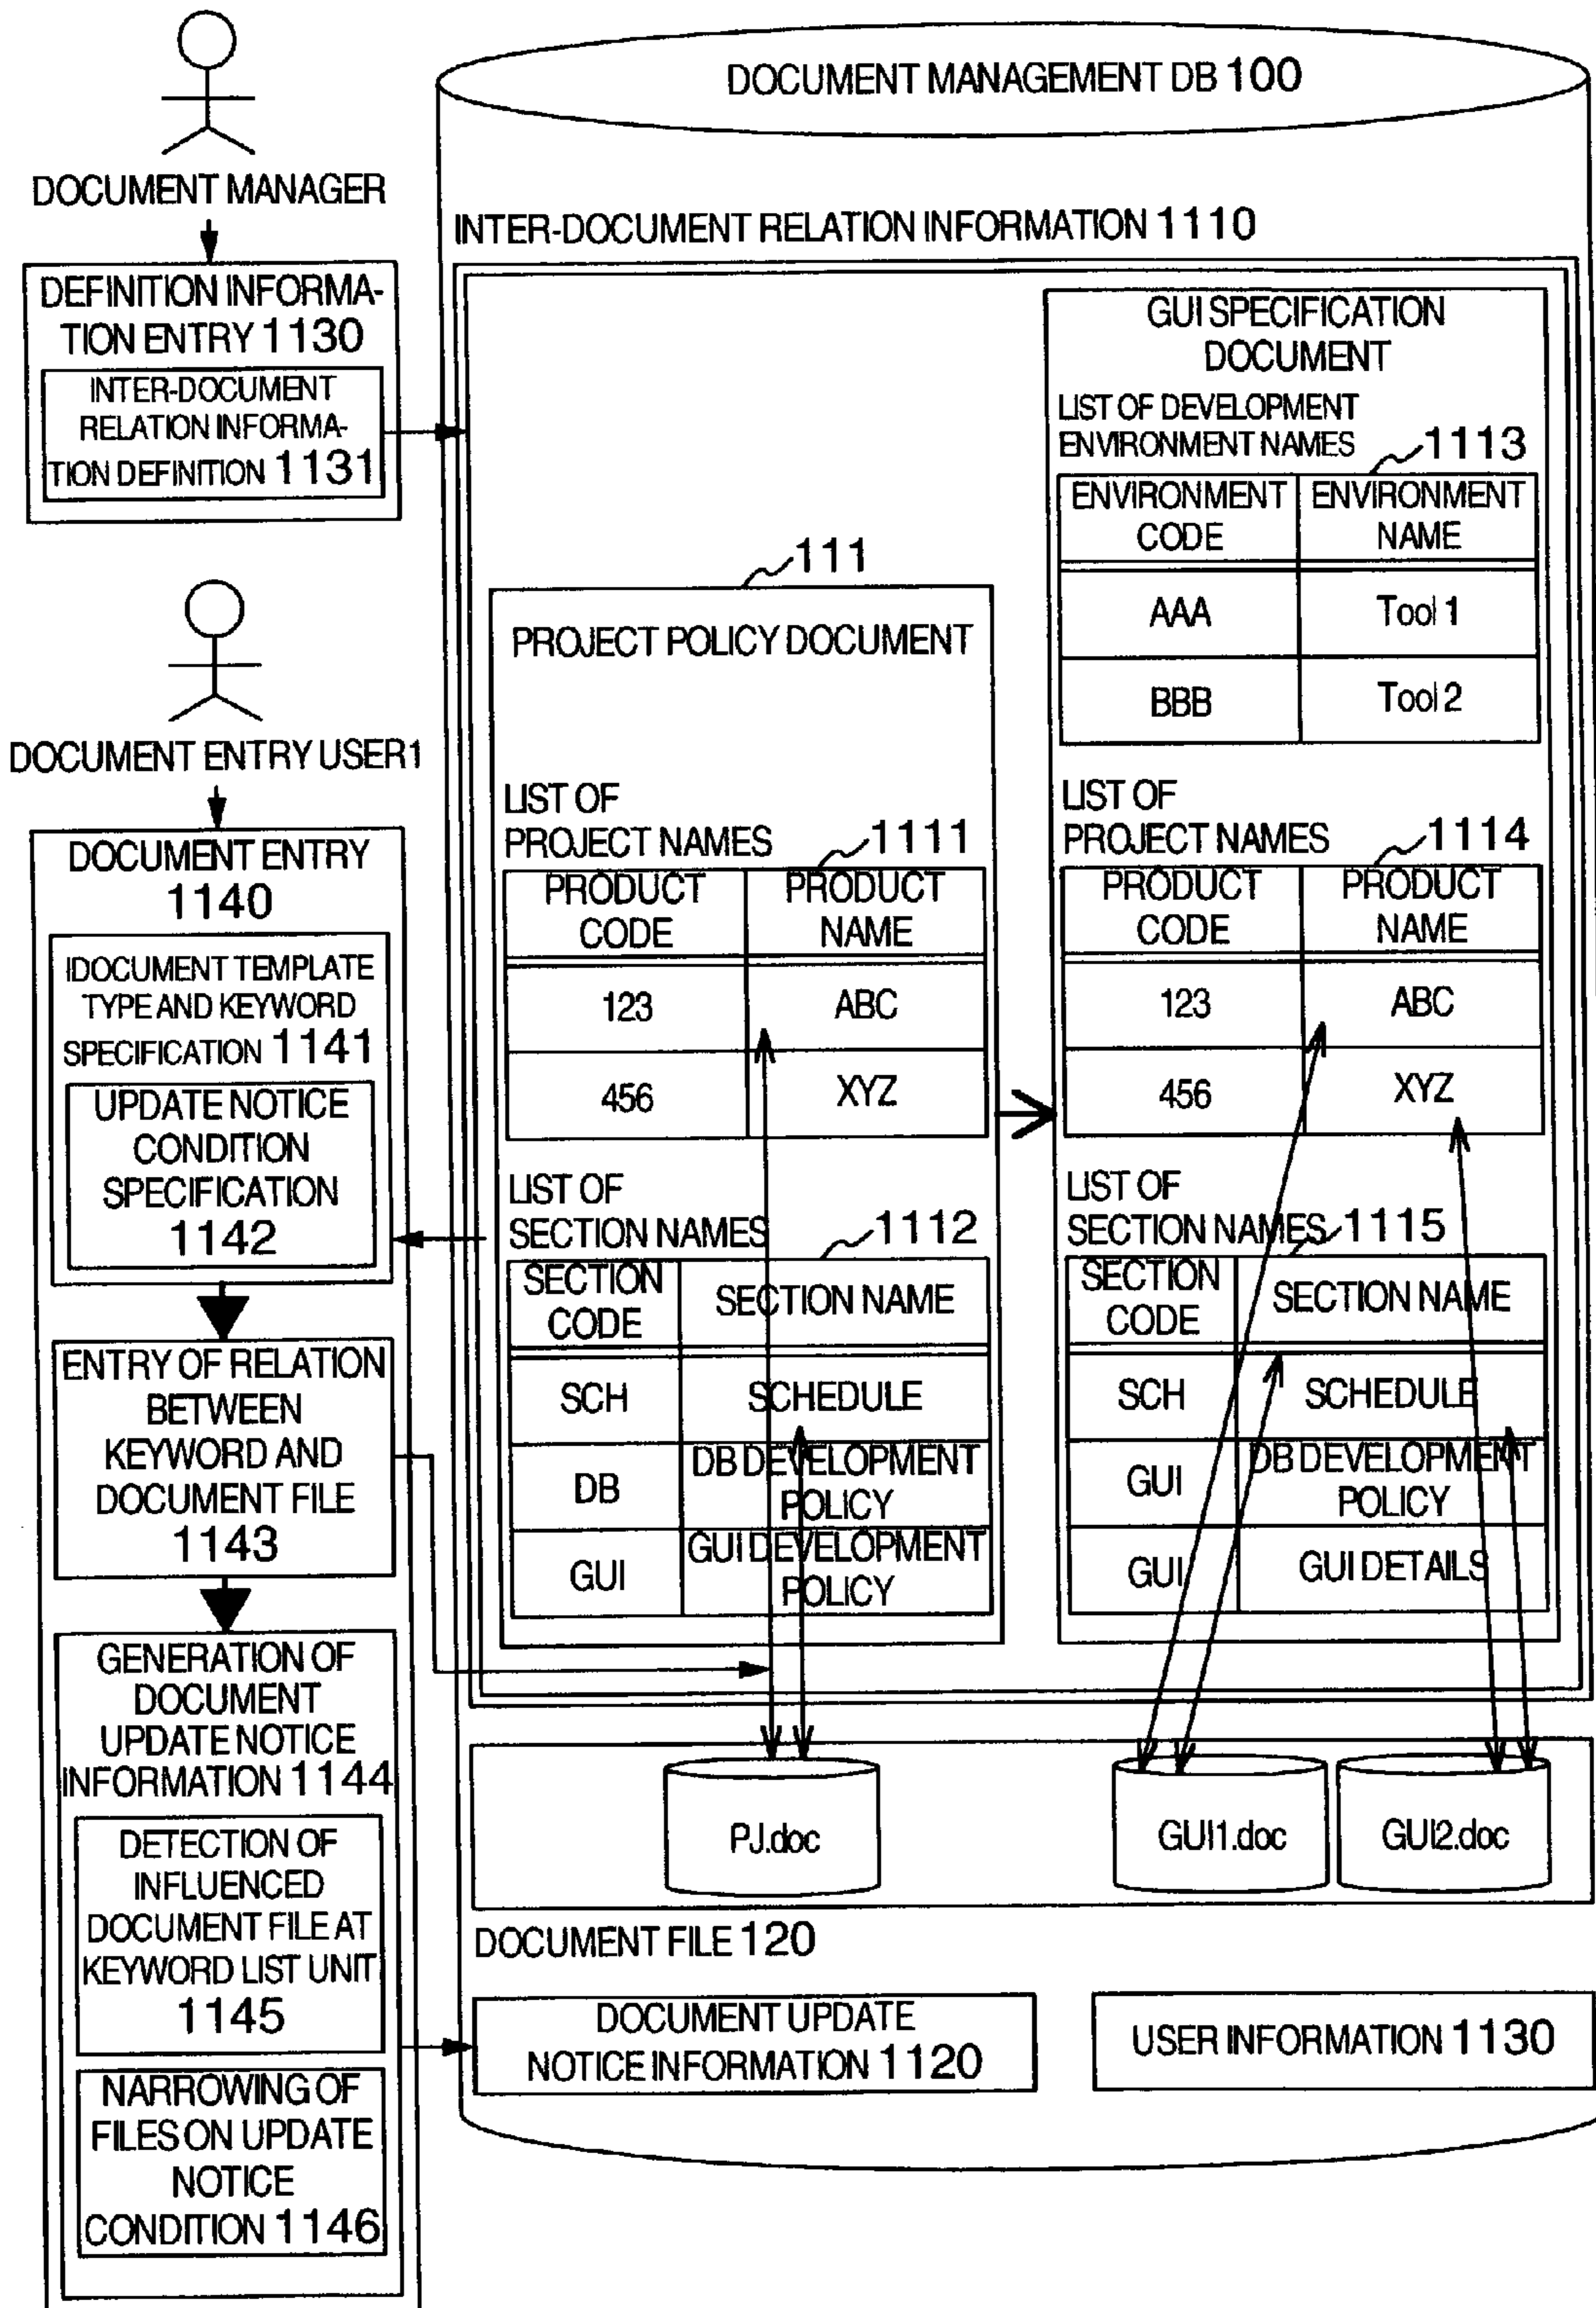 DOCUMENT MANAGER
DEFINITION INFORMA-
TION ENTRY 1130
INTER-DOCUMENT
RELATION INFORMA-
TION DEFINITION 1131
DOCUMENT ENTRY USER1
DOCUMENT ENTRY
1140
IDOCUMENT TEMPLATE
TYPE AND KEYWORD
SPECIFICATION 1141
UPDATE NOTICE
CONDITION
SPECIFICATION
1142
ENTRY OF RELATION
BETWEEN
KEYWORD AND
DOCUMENT FILE
1143
GENERATION OF
DOCUMENT
UPDATE NOTICE
INFORMATION 1144
DETECTION OF
INFLUENCED
DOCUMENT FILE AT
KEYWORD LIST UNIT
1145
NARROWING OF
FILES ON UPDATE
NOTICE
CONDITION 1146
DOCUMENT MANAGEMENT DB 100
INTER-DOCUMENT RELATION INFORMATION 1110
111
PROJECT POLICY DOCUMENT
LIST OF
PROJECT NAMES 1111
PRODUCT CODE PRODUCT NAME
123 ABC
456 XYZ
LIST OF
SECTION NAMES 1112
SECTION CODE SECTION NAME
SCH SCHEDULE
DB DB DEVELOPMENT POLICY
GUI GUI DEVELOPMENT POLICY
GUI SPECIFICATION
DOCUMENT
LIST OF DEVELOPMENT
ENVIRONMENT NAMES 1113
ENVIRONMENT CODE ENVIRONMENT NAME
AAA Tool 1
BBB Tool 2
LIST OF
PROJECT NAMES 1114
PRODUCT CODE PRODUCT NAME
123 ABC
456 XYZ
LIST OF
SECTION NAMES 1115
SECTION CODE SECTION NAME
SCH SCHEDULE
GUI DB DEVELOPMENT POLICY
GUI GUI DETAILS
PJ.doc GUI1.doc GUI2.doc
DOCUMENT FILE 120
DOCUMENT UPDATE
NOTICE INFORMATION 1120
USER INFORMATION 1130